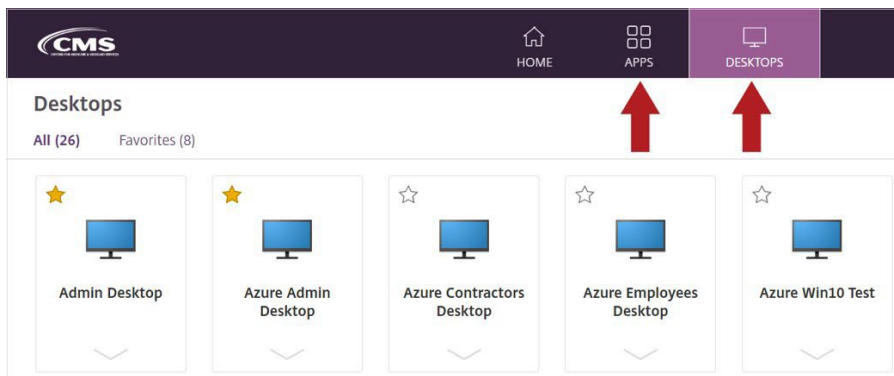 CMS
HOME
APPS
DESKTOPS
Desktops
All (26)
Favorites (8)
Admin Desktop
Azure Admin
Desktop
Azure Contractors
Desktop
Azure Employees
Desktop
Azure Win10 Test